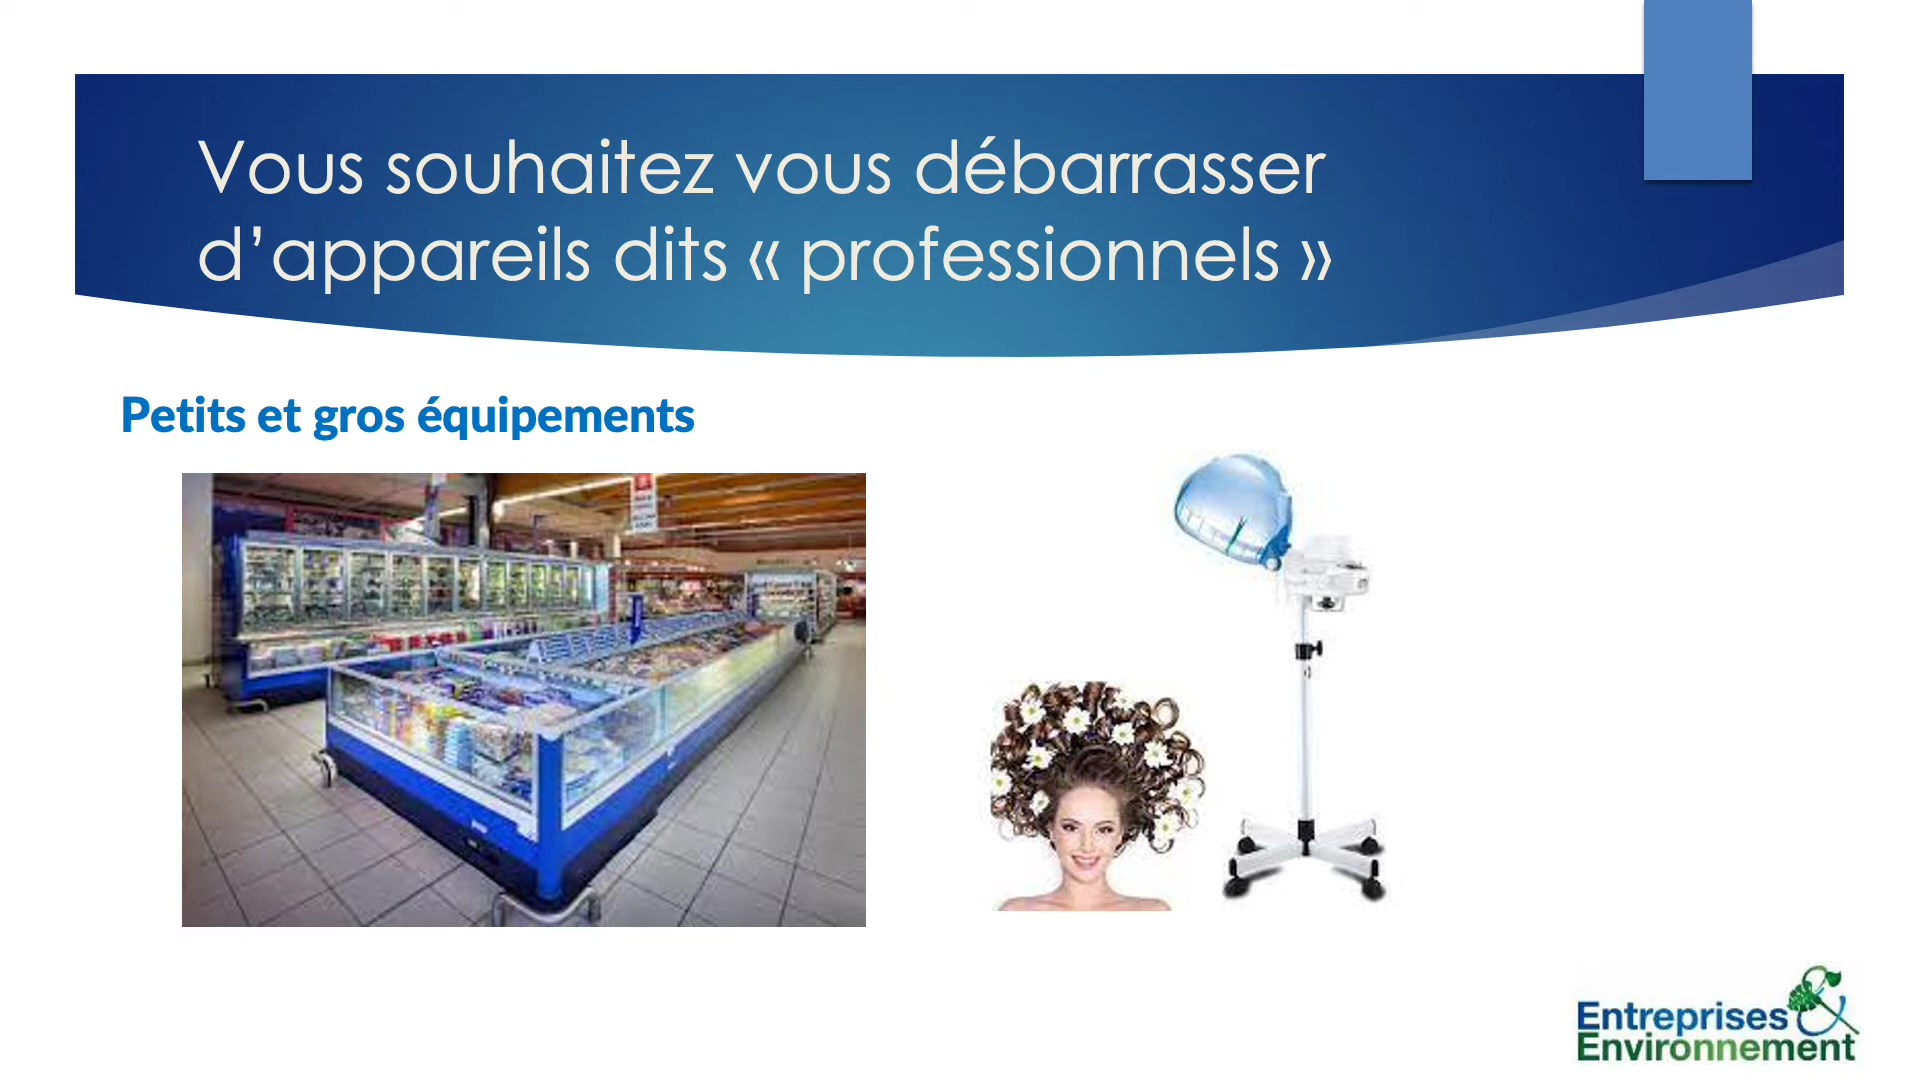 Vous souhaitez vous débarrasser
d’appareils dits « professionnels »
Petits et gros équipements
Entreprises &
Environnement